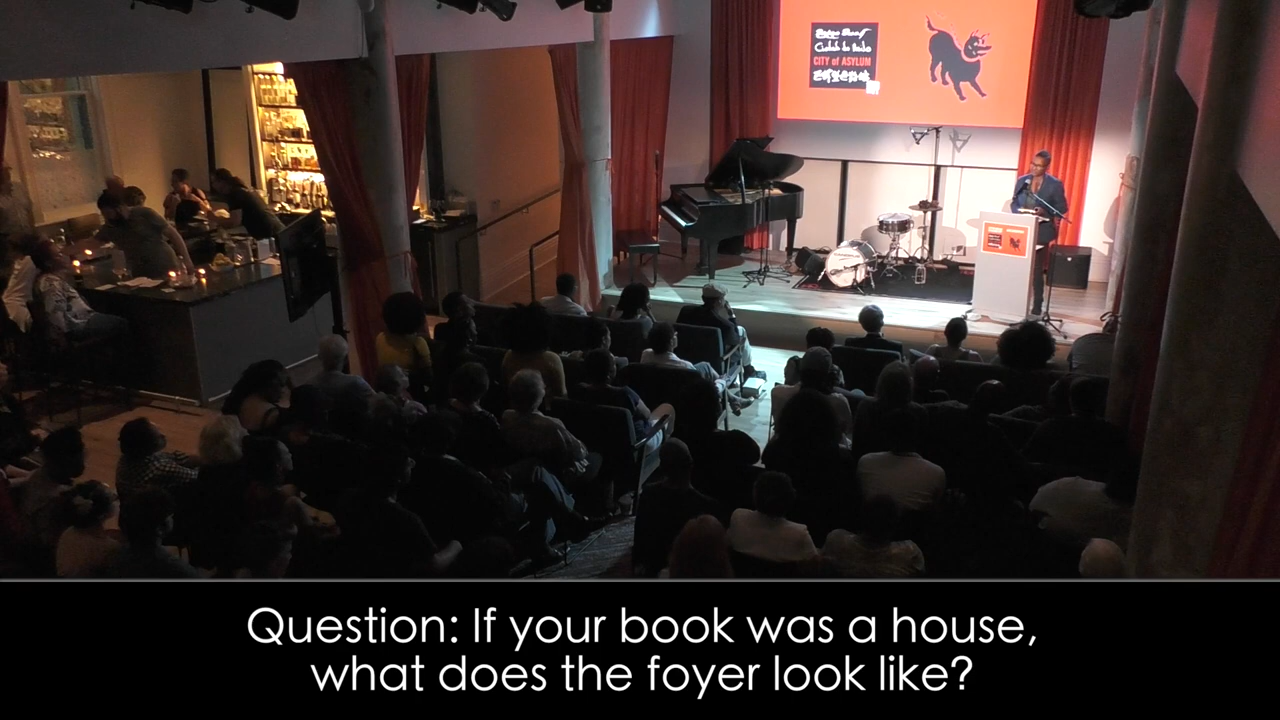 CITY of ASYLUM
Question: If your book was a house,
what does the foyer look like?